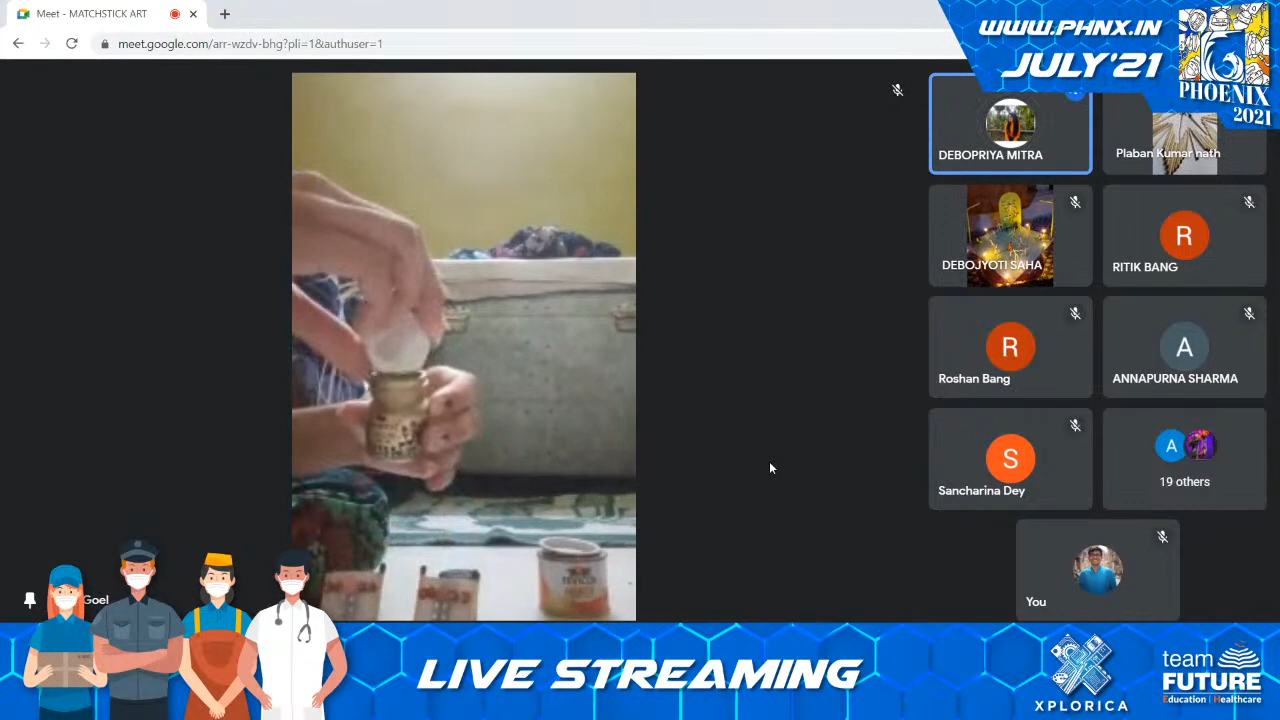 Meet - MATCHSTICK ART
meet.google.com/arr-wzdv-bhg?pli=1&authuser=1
WWW.PHNX.IN
JULY'21
PHOENIX
2021
DEBOPRIYA MITRA
Plaban Kumar nath
DEBOJYOTI SAHA
R
RITIK BANG
R
Roshan Bang
A
ANNAPURNA SHARMA
S
Sancharina Dey
A
19 others
You
Goel
LIVE STREAMING
XPLORICA
team
FUTURE
Education | Healthcare